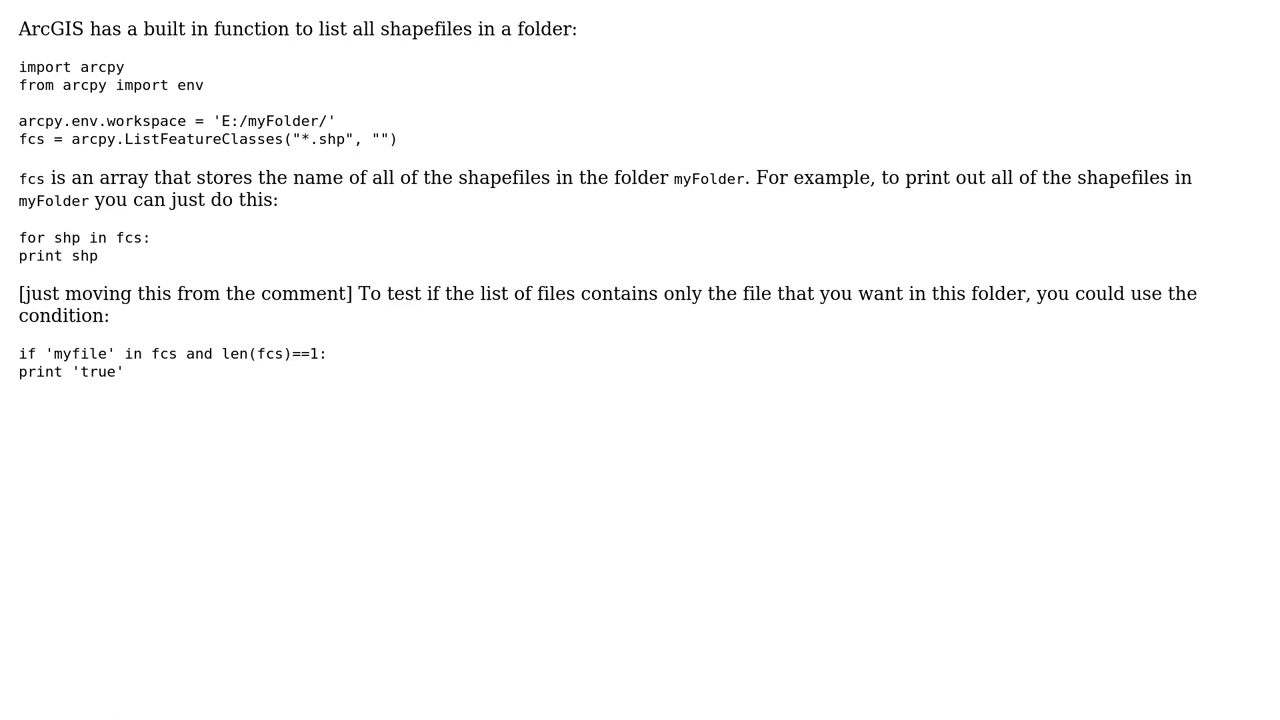 ArcGIS has a built in function to list all shapefiles in a folder:
import arcpy
from arcpy import env
arcpy.env.workspace = 'E:/myFolder/'
fcs = arcpy.ListFeatureClasses("*.shp", "")
fcs is an array that stores the name of all of the shapefiles in the folder myFolder. For example, to print out all of the shapefiles in
myFolder you can just do this:
for shp in fcs:
print shp
[just moving this from the comment] To test if the list of files contains only the file that you want in this folder, you could use the
condition:
if 'myfile' in fcs and len(fcs)==1:
print 'true'